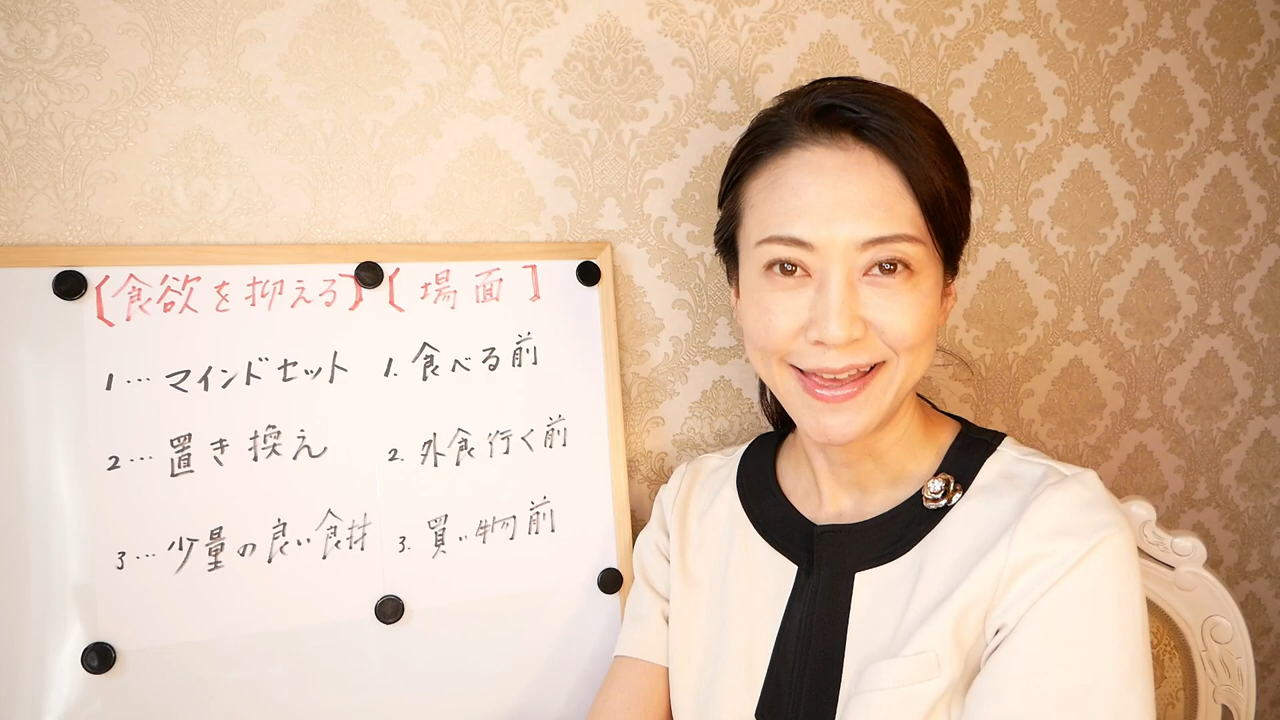 【食欲を抑える】【場面】
1…マインドセット 1.食べる前
2…置き換え 2.外食行く前
3…少量の良い食材 3.買い物前